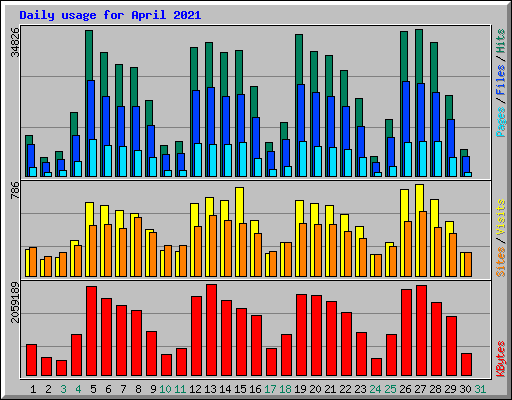 Daily usage for April 2021
34826
Pages / Files / Hits
786
Sites / Visits
2059189
KBytes
1 2 3 4 5 6 7 8 9 10 11 12 13 14 15 16 17 18 19 20 21 22 23 24 25 26 27 28 29 30 31